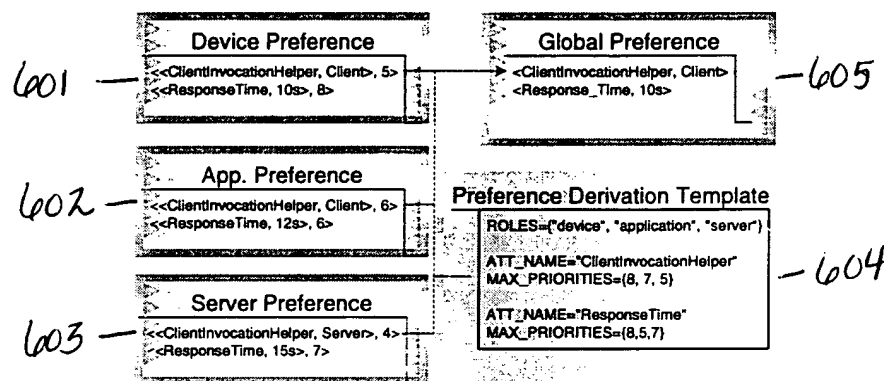 Device Preference
<<ClientInvocationHelper, Client>, 5>
<<ResponseTime, 10s>, 8>
601
Global Preference
<ClientInvocationHelper, Client>
<Response_Time, 10s>
605
App. Preference
<<ClientInvocationHelper, Client>, 6>
<<ResponseTime, 12s>, 6>
602
Preference Derivation Template
ROLES={"device", "application", "server"}
ATT_NAME="ClientInvocationHelper"
MAX_PRIORITIES={8, 7, 5}
ATT_NAME="ResponseTime"
MAX_PRIORITIES={8,5,7}
604
Server Preference
<<ClientInvocationHelper, Server>, 4>
<ResponseTime, 15s>, 7>
603